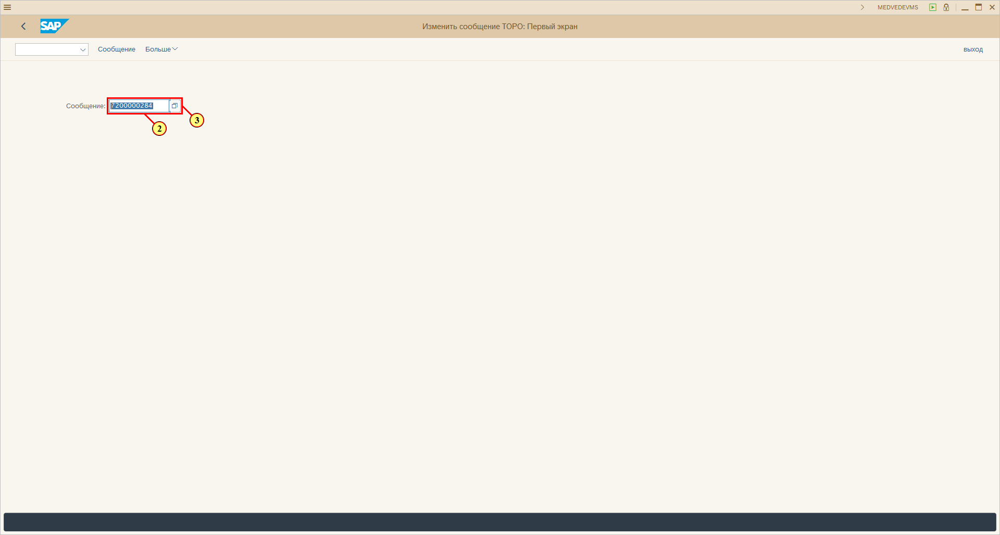 MEDVEDEVMS
SAP
Изменить сообщение ТОРО: Первый экран
Сообщение
Больше
выход
Сообщение:
7200000284
2
3